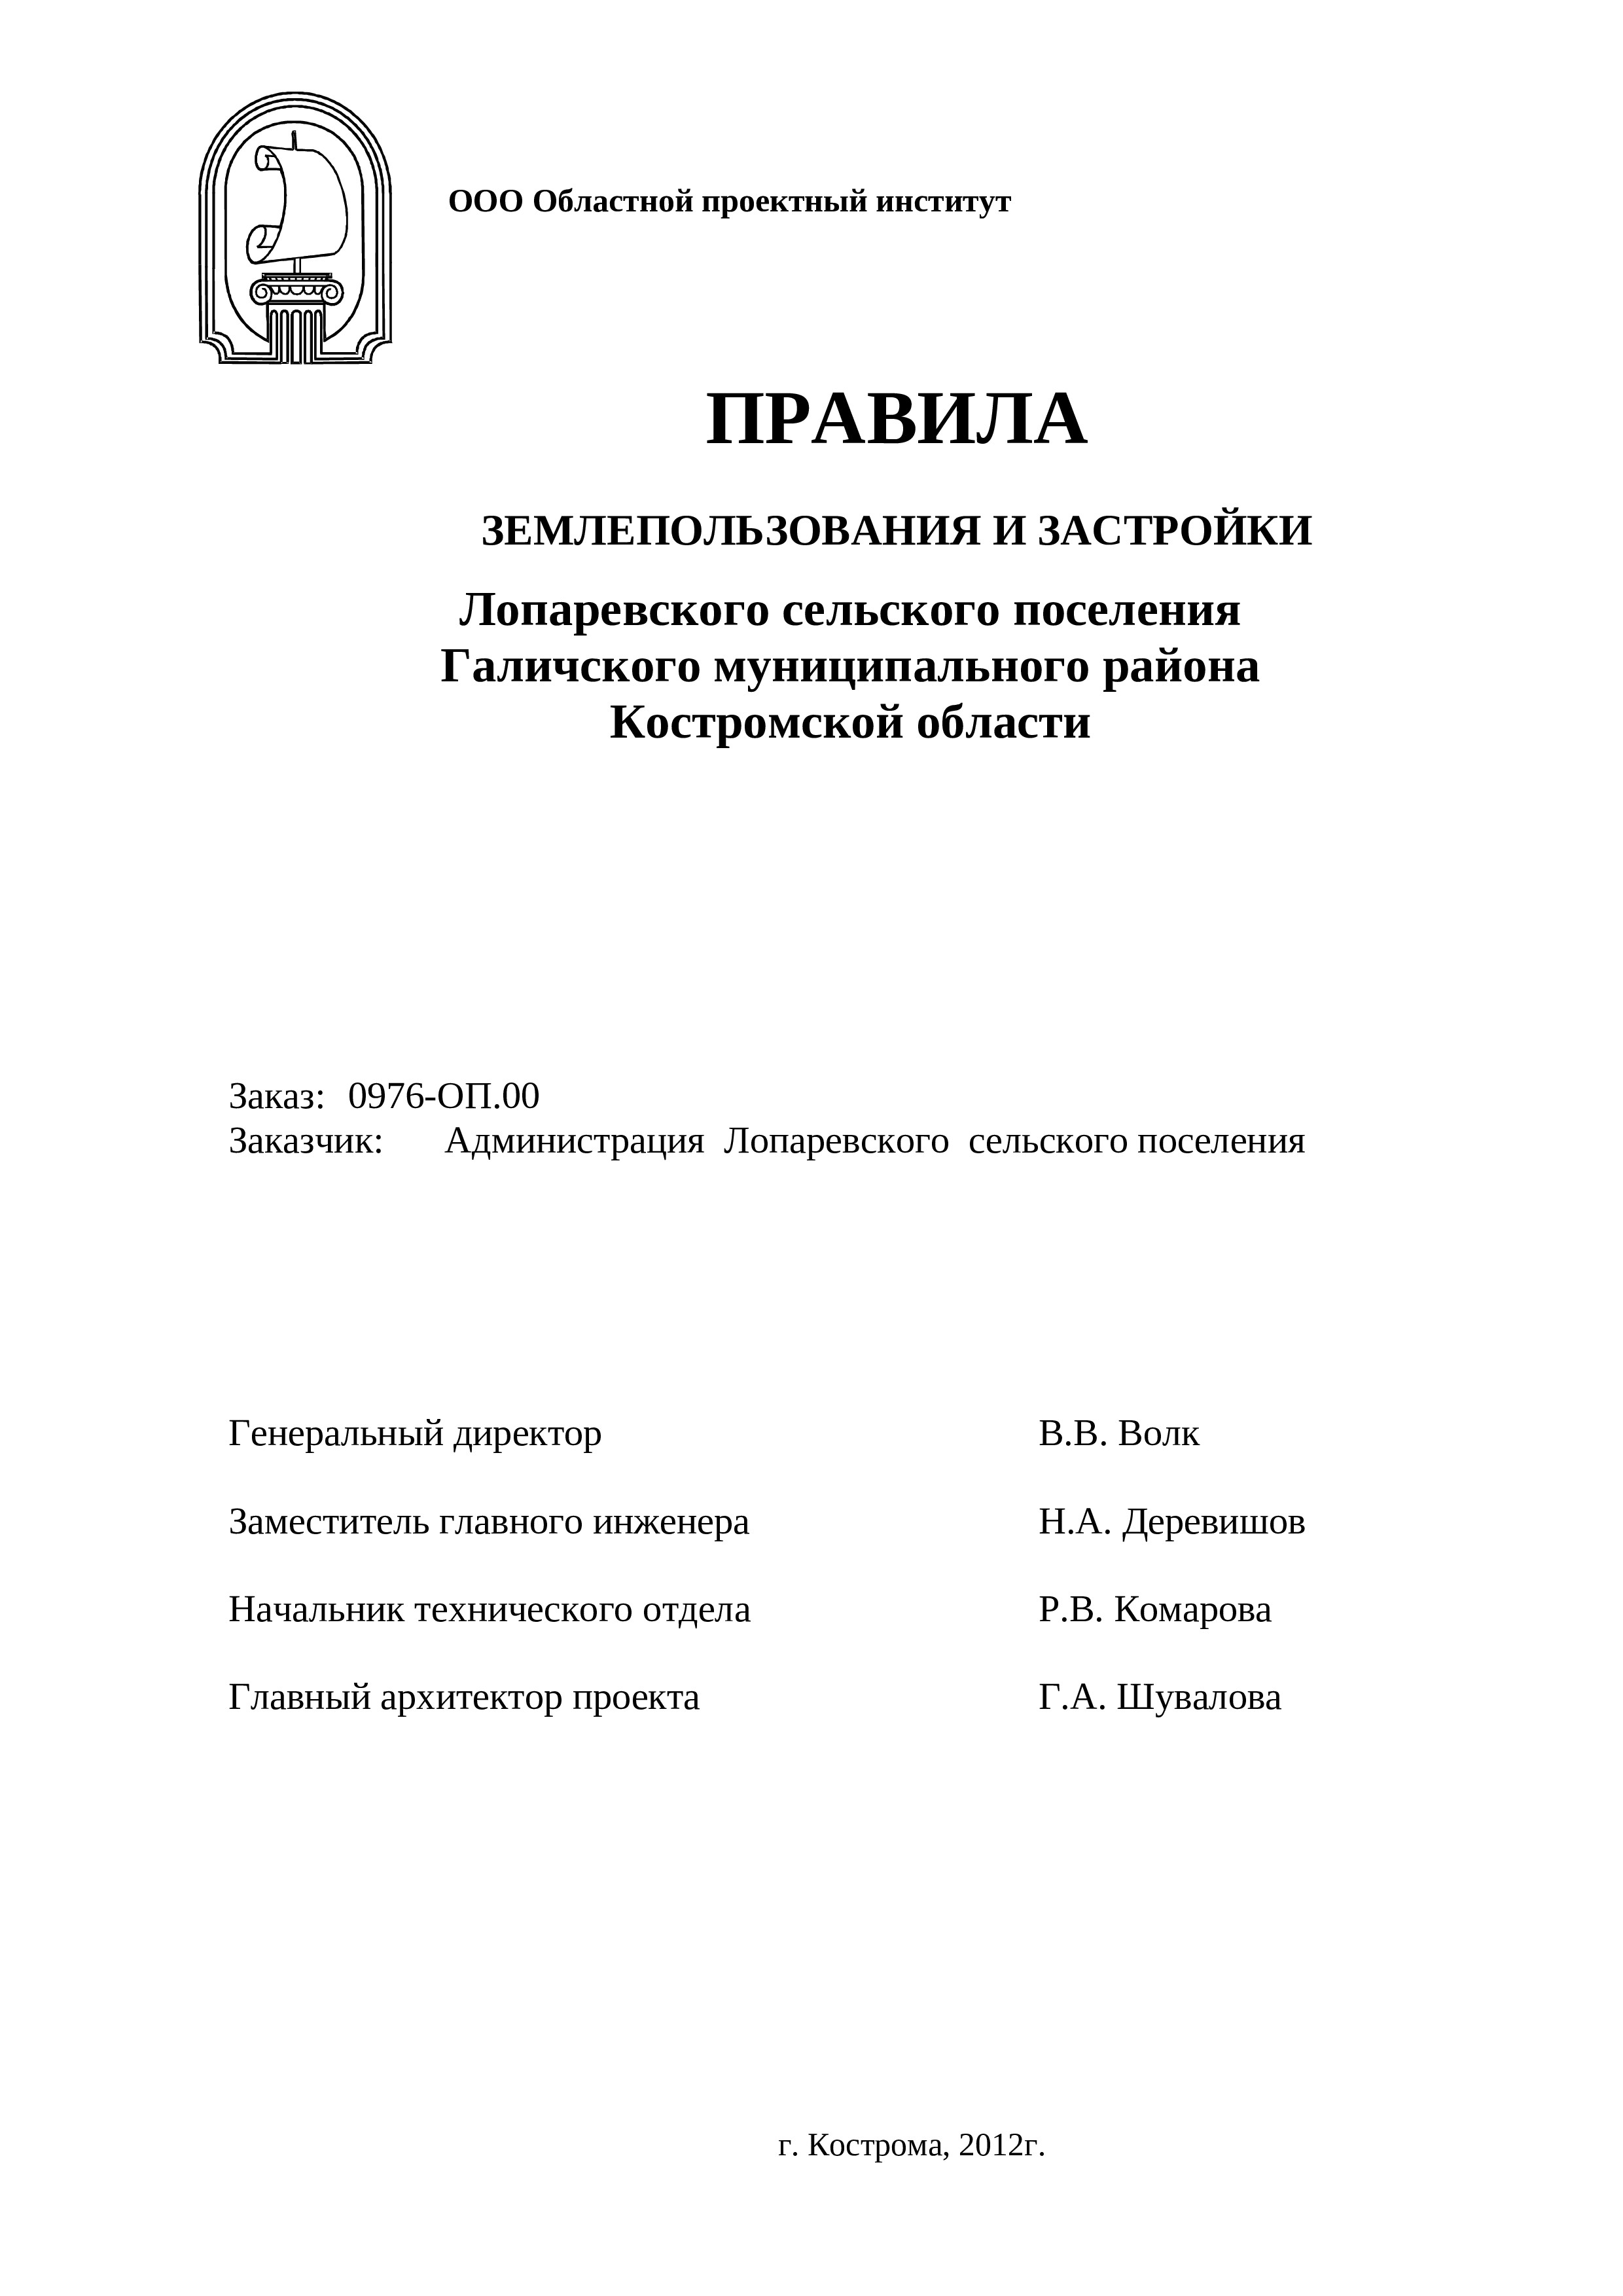 ООО Областной проектный институт
ПРАВИЛА
ЗЕМЛЕПОЛЬЗОВАНИЯ И ЗАСТРОЙКИ
Лопаревского сельского поселения
Галичского муниципального района
Костромской области
Заказ: 0976-ОП.00
Заказчик: Администрация Лопаревского сельского поселения
Генеральный директор В.В. Волк
Заместитель главного инженера Н.А. Деревишов
Начальник технического отдела Р.В. Комарова
Главный архитектор проекта Г.А. Шувалова
г. Кострома, 2012г.